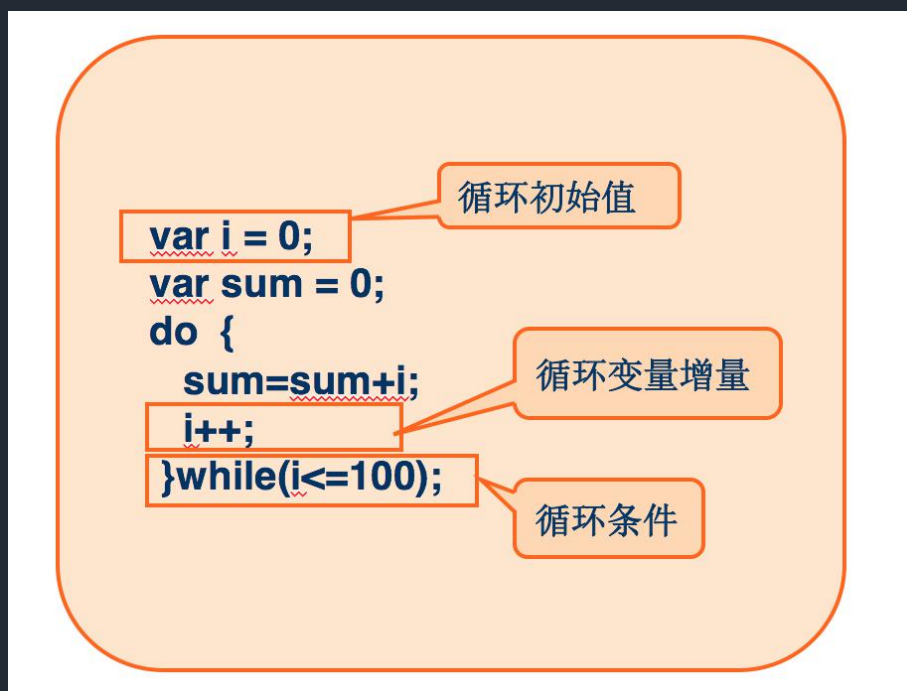 循环初始值
var i = 0;
var sum = 0;
do {
sum=sum+i;
循环变量增量
i++;
}while(i<=100);
循环条件